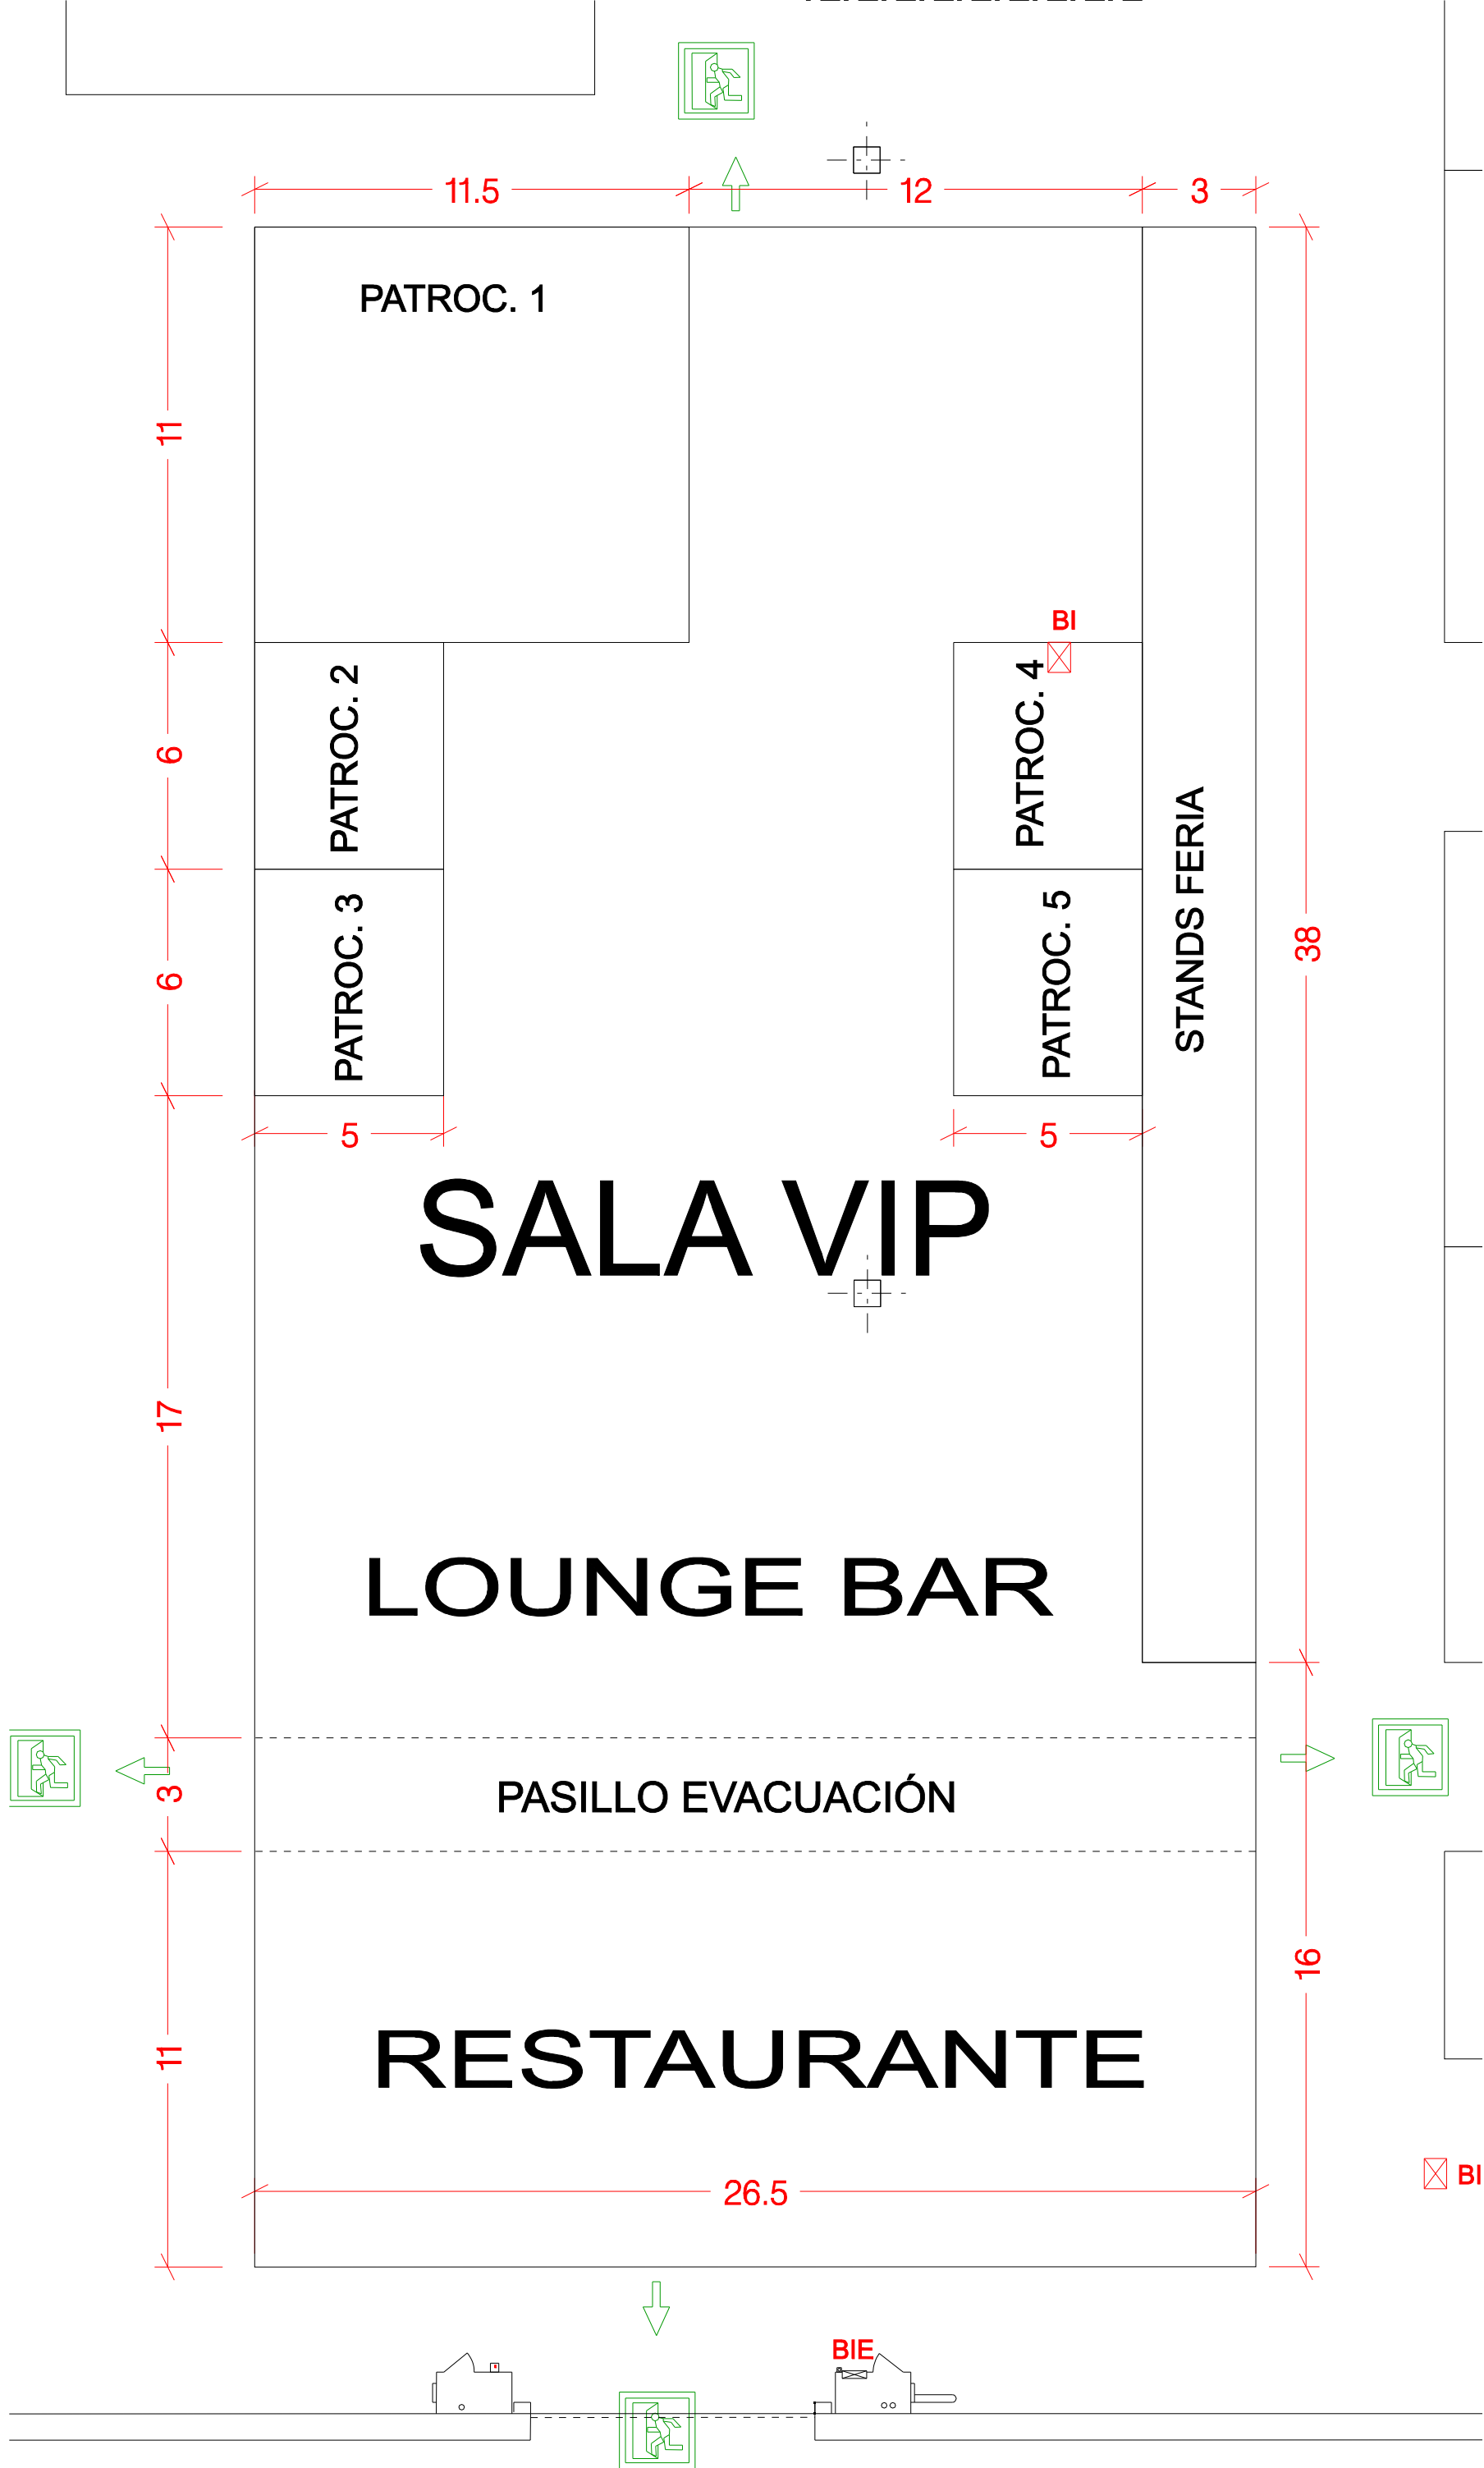 11.5
12
3
PATROC. 1
11
BI
PATROC. 2
PATROC. 4
6
STANDS FERIA
PATROC. 3
PATROC. 5
38
6
5
5
SALA VIP
17
LOUNGE BAR
PASILLO EVACUACIÓN
3
16
RESTAURANTE
11
BI
26.5
BIE